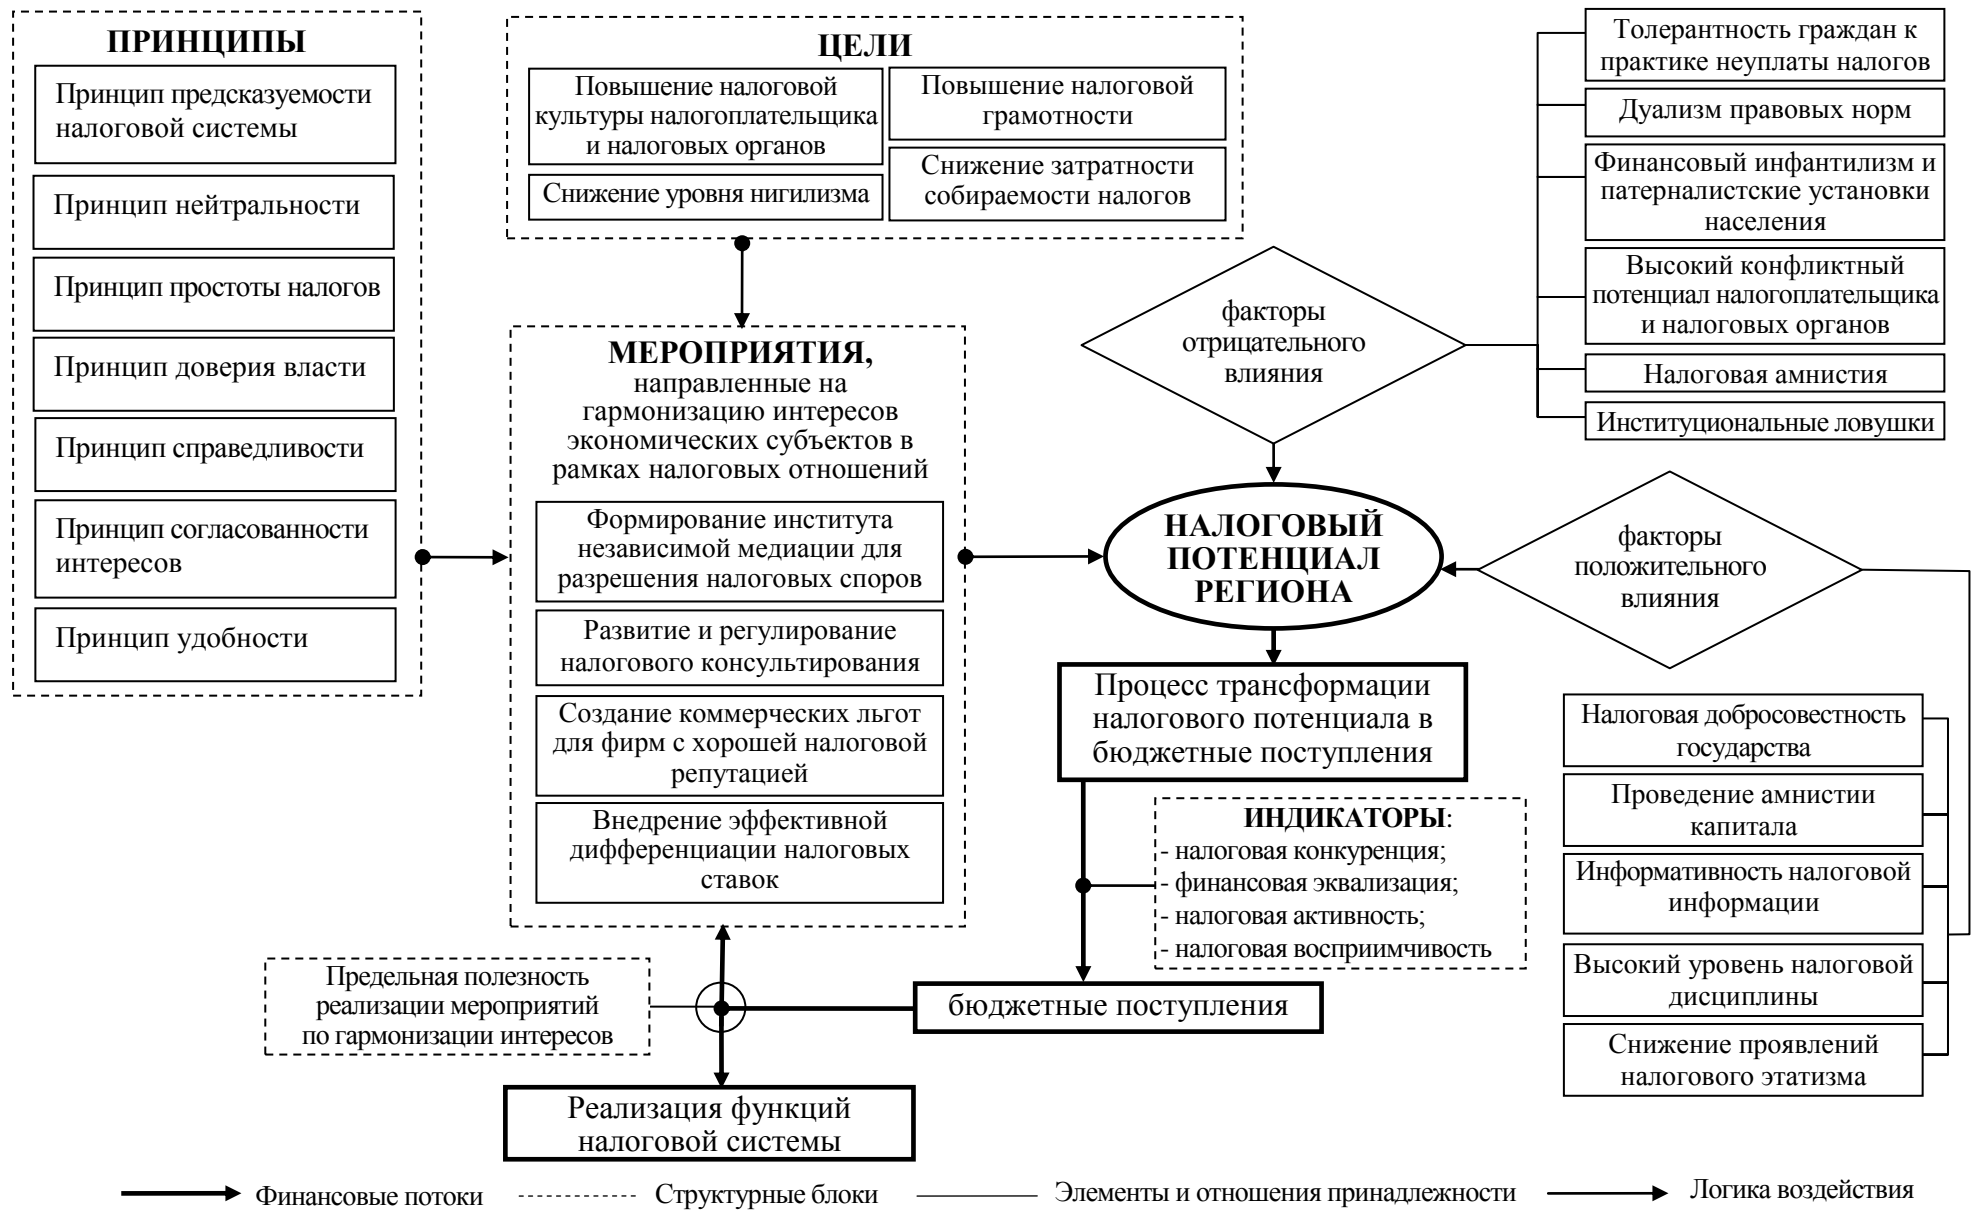 ПРИНЦИПЫ
Принцип предсказуемости
налоговой системы
Принцип нейтральности
Принцип простоты налогов
Принцип доверия власти
Принцип справедливости
Принцип согласованности
интересов
Принцип удобности
ЦЕЛИ
Повышение налоговой
культуры налогоплательщика
и налоговых органов
Снижение уровня нигилизма
Повышение налоговой
грамотности
Снижение затратности
собираемости налогов
МЕРОПРИЯТИЯ,
направленные на
гармонизацию интересов
экономических субъектов в
рамках налоговых отношений
Формирование института
независимой медиации для
разрешения налоговых споров
Развитие и регулирование
налогового консультирования
Создание коммерческих льгот
для фирм с хорошей налоговой
репутацией
Внедрение эффективной
дифференциации налоговых
ставок
факторы
отрицательного
влияния
Толерантность граждан к
практике неуплаты налогов
Дуализм правовых норм
Финансовый инфантилизм и
патерналистские установки
населения
Высокий конфликтный
потенциал налогоплательщика
и налоговых органов
Налоговая амнистия
Институциональные ловушки
НАЛОГОВЫЙ
ПОТЕНЦИАЛ
РЕГИОНА
факторы
положительного
влияния
Процесс трансформации
налогового потенциала в
бюджетные поступления
Налоговая добросовестность
государства
Проведение амнистии
капитала
Информативность налоговой
информации
Высокий уровень налоговой
дисциплины
Снижение проявлений
налогового этатизма
ИНДИКАТОРЫ:
- налоговая конкуренция;
- финансовая эквализация;
- налоговая активность;
- налоговая восприимчивость
Предельная полезность
реализации мероприятий
по гармонизации интересов
бюджетные поступления
Реализация функций
налоговой системы
Финансовые потоки
Структурные блоки
Элементы и отношения принадлежности
Логика воздействия